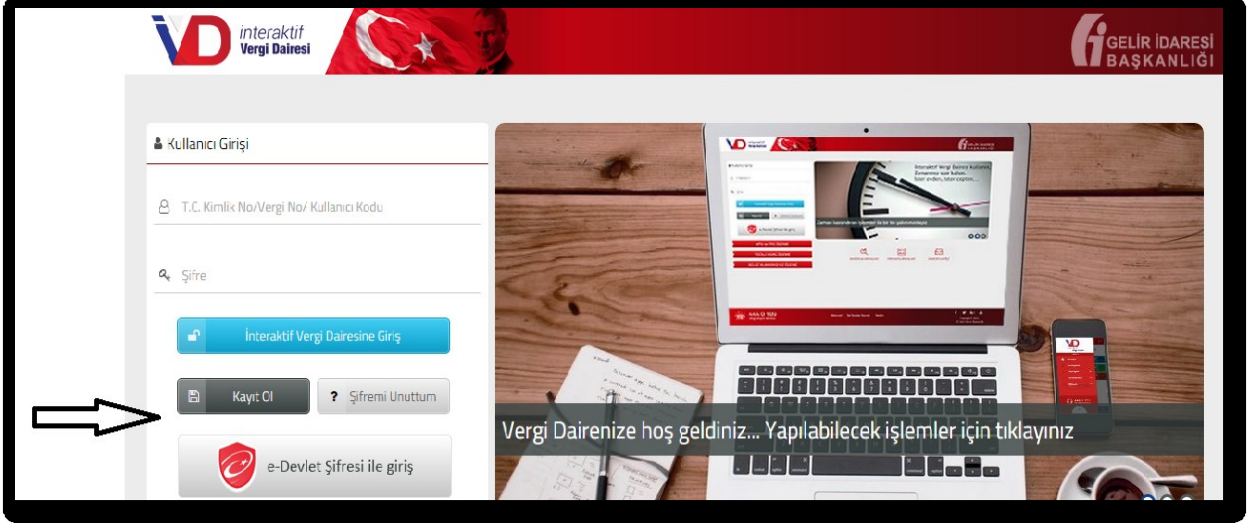 interaktif
Vergi Dairesi
GELİR İDARESİ
BAŞKANLIĞI
Kullanıcı Girişi
T.C. Kimlik No/Vergi No/ Kullanıcı Kodu
Şifre
İnteraktif Vergi Dairesine Giriş
Kayıt Ol
? Şifremi Unuttum
e-Devlet Şifresi ile giriş
Vergi Dairenize hoş geldiniz... Yapılabilecek işlemler için tıklayınız